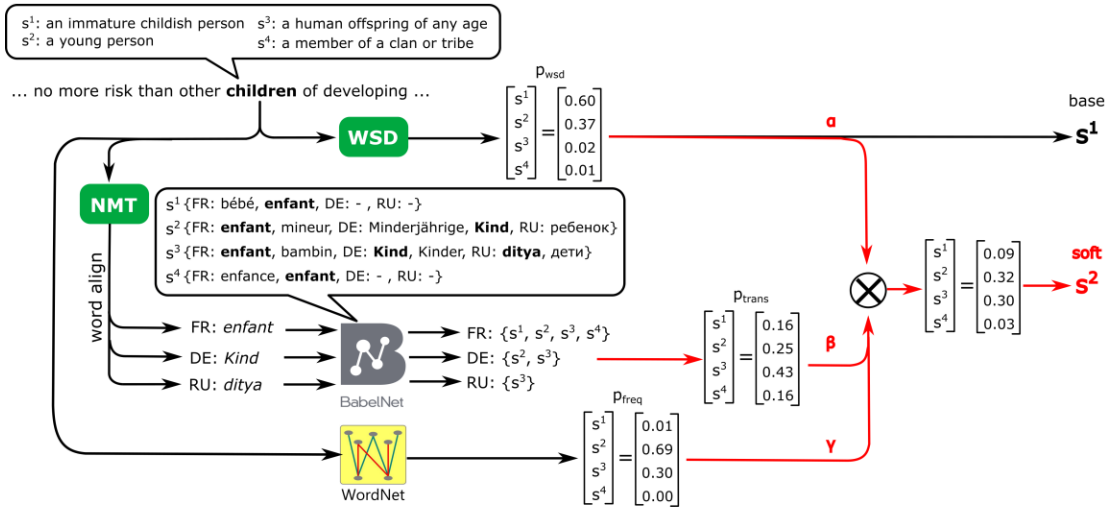 s¹: an immature childish person s³: a human offspring of any age
s²: a young person s⁴: a member of a clan or tribe
... no more risk than other children of developing ...
p_wsd
s¹ 0.60
s² = 0.37
s³ 0.02
s⁴ 0.01
α
base
s¹
WSD
NMT
word align
s¹ {FR: bébé, enfant, DE: - , RU: -}
s² {FR: enfant, mineur, DE: Minderjährige, Kind, RU: ребенок}
s³ {FR: enfant, bambin, DE: Kind, Kinder, RU: ditya, дети}
s⁴ {FR: enfance, enfant, DE: - , RU: -}
FR: enfant
DE: Kind
RU: ditya
B
BabelNet
FR: {s¹, s², s³, s⁴}
DE: {s², s³}
RU: {s³}
p_trans
s¹ 0.16
s² = 0.25
s³ 0.43
s⁴ 0.16
β
s¹ 0.09
s² = 0.32
s³ 0.30
s⁴ 0.03
soft
s²
W
WordNet
p_freq
s¹ 0.01
s² = 0.69
s³ 0.30
s⁴ 0.00
γ